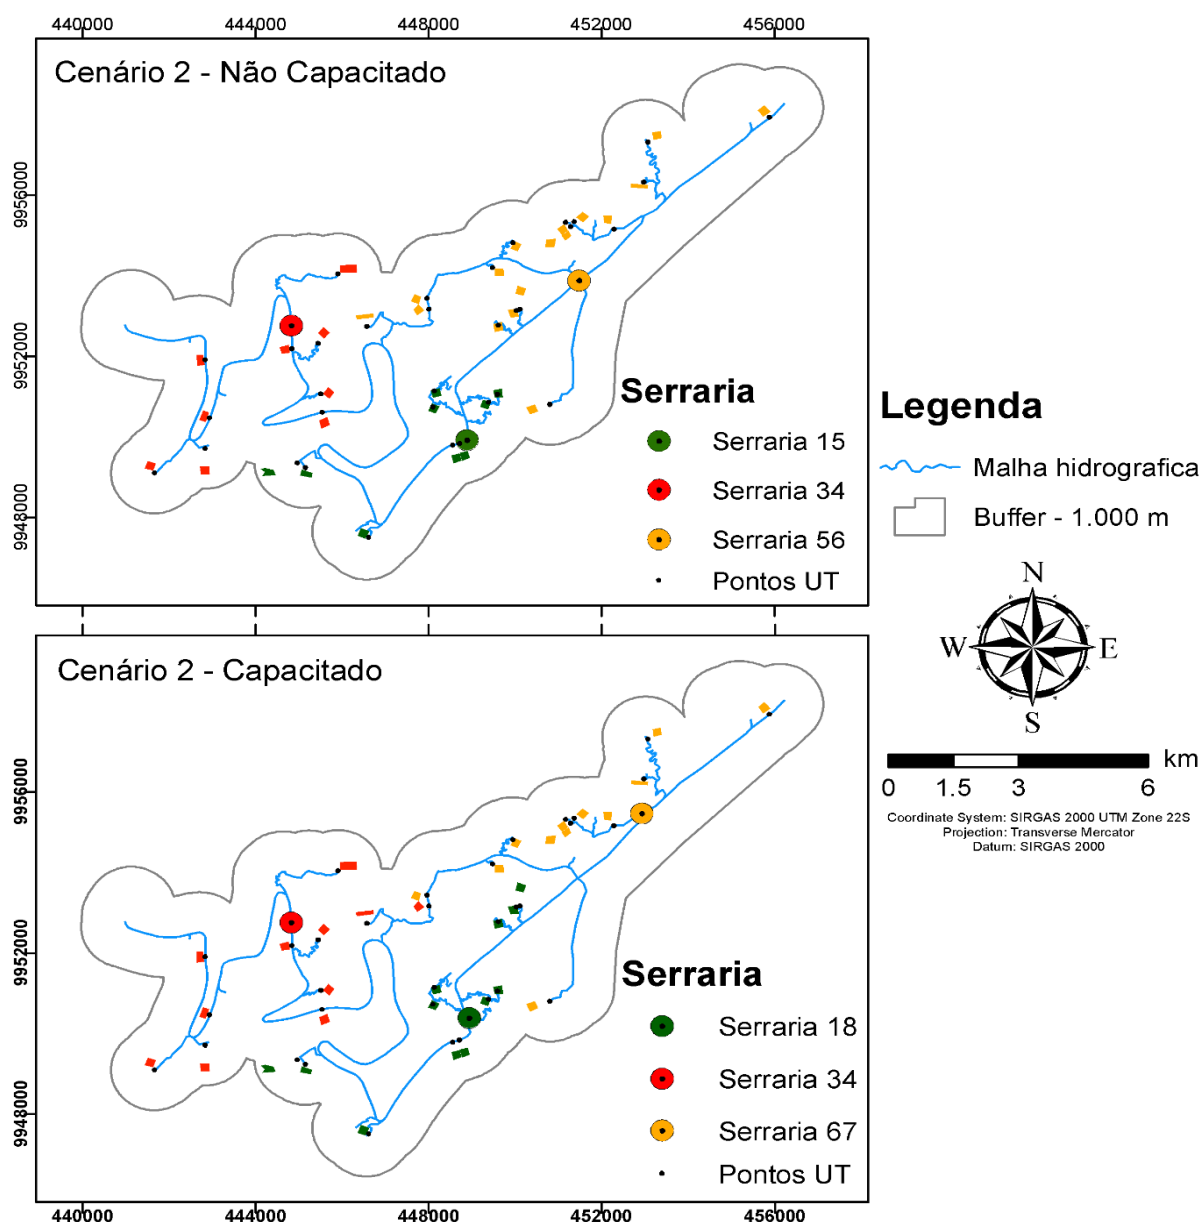 440000 444000 448000 452000 456000
Cenário 2 - Não Capacitado
9956000
9952000
9948000
Serraria
Serraria 15
Serraria 34
Serraria 56
Pontos UT
Cenário 2 - Capacitado
9956000
9952000
9948000
Serraria
Serraria 18
Serraria 34
Serraria 67
Pontos UT
440000 444000 448000 452000 456000
Legenda
Malha hidrografica
Buffer - 1.000 m
N
W E
S
km
0 1.5 3 6
Coordinate System: SIRGAS 2000 UTM Zone 22S
Projection: Transverse Mercator
Datum: SIRGAS 2000